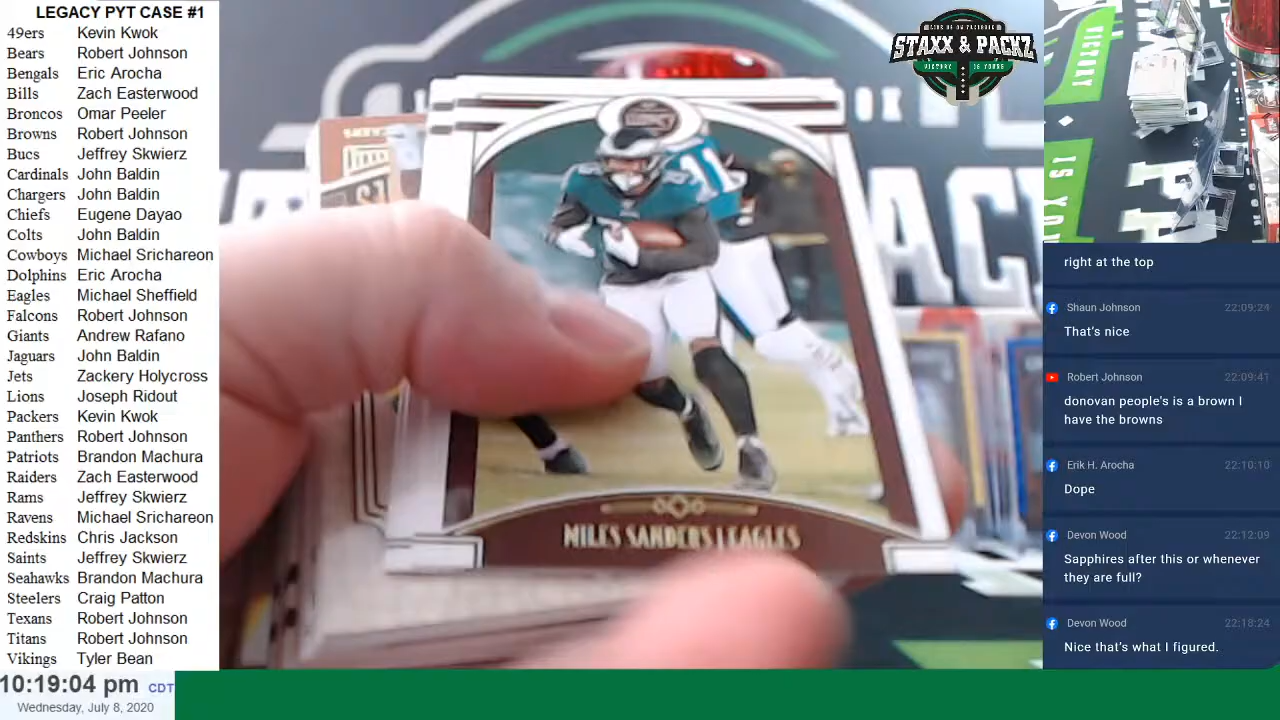 LEGACY PYT CASE #1
49ers Kevin Kwok
Bears Robert Johnson
Bengals Eric Arocha
Bills Zach Easterwood
Broncos Omar Peeler
Browns Robert Johnson
Bucs Jeffrey Skwierz
Cardinals John Baldin
Chargers John Baldin
Chiefs Eugene Dayao
Colts John Baldin
Cowboys Michael Srichareon
Dolphins Eric Arocha
Eagles Michael Sheffield
Falcons Robert Johnson
Giants Andrew Rafano
Jaguars John Baldin
Jets Zackery Holycross
Lions Joseph Ridout
Packers Kevin Kwok
Panthers Robert Johnson
Patriots Brandon Machura
Raiders Zach Easterwood
Rams Jeffrey Skwierz
Ravens Michael Srichareon
Redskins Chris Jackson
Saints Jeffrey Skwierz
Seahawks Brandon Machura
Steelers Craig Patton
Texans Robert Johnson
Titans Robert Johnson
Vikings Tyler Bean
10:19:04 pm CDT
Wednesday, July 8, 2020
MILES SANDERS | EAGLES
STAXX & PACKZ
VICTORY IS YOURS
VICTORY
right at the top
Shaun Johnson 22:09:24
That's nice
Robert Johnson 22:09:41
donovan people's is a brown I
have the browns
Erik H. Arocha 22:10:10
Dope
Devon Wood 22:12:09
Sapphires after this or whenever
they are full?
Devon Wood 22:18:24
Nice that's what I figured.